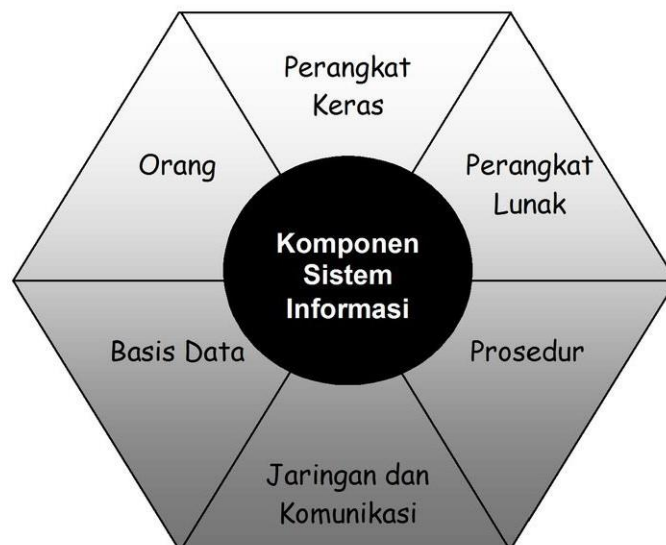 Perangkat
Keras
Orang
Perangkat
Lunak
Komponen
Sistem
Informasi
Basis Data
Prosedur
Jaringan dan
Komunikasi